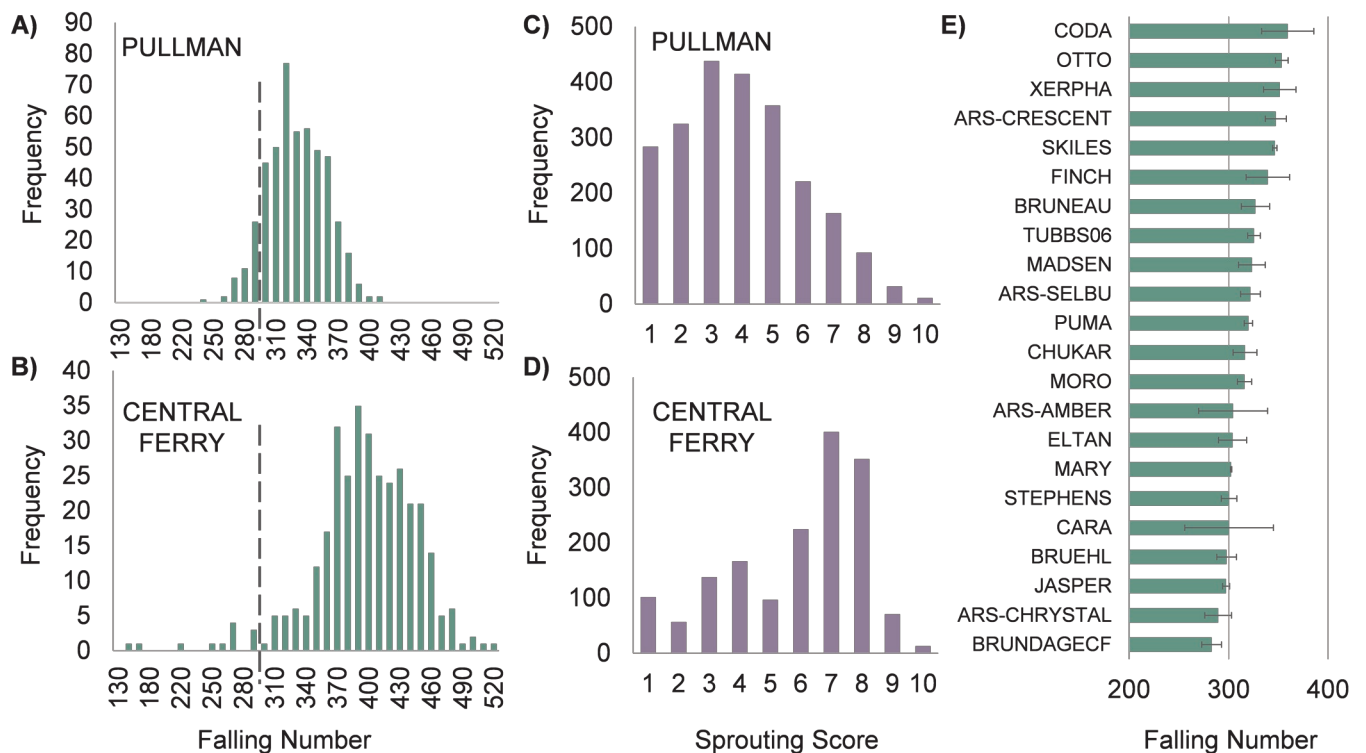 A)
PULLMAN
Frequency
90
80
70
60
50
40
30
20
10
0
130 180 220 250 280 310 340 370 400 430 460 490 520
B)
CENTRAL
FERRY
Frequency
40
35
30
25
20
15
10
5
0
130 180 220 250 280 310 340 370 400 430 460 490 520
Falling Number
C)
PULLMAN
Frequency
500
400
300
200
100
0
1 2 3 4 5 6 7 8 9 10
D)
CENTRAL
FERRY
Frequency
500
400
300
200
100
0
1 2 3 4 5 6 7 8 9 10
Sprouting Score
E)
CODA
OTTO
XERPHA
ARS-CRESCENT
SKILES
FINCH
BRUNEAU
TUBBS06
MADSEN
ARS-SELBU
PUMA
CHUKAR
MORO
ARS-AMBER
ELTAN
MARY
STEPHENS
CARA
BRUEHL
JASPER
ARS-CHRYSTAL
BRUNDAGECF
200 300 400
Falling Number